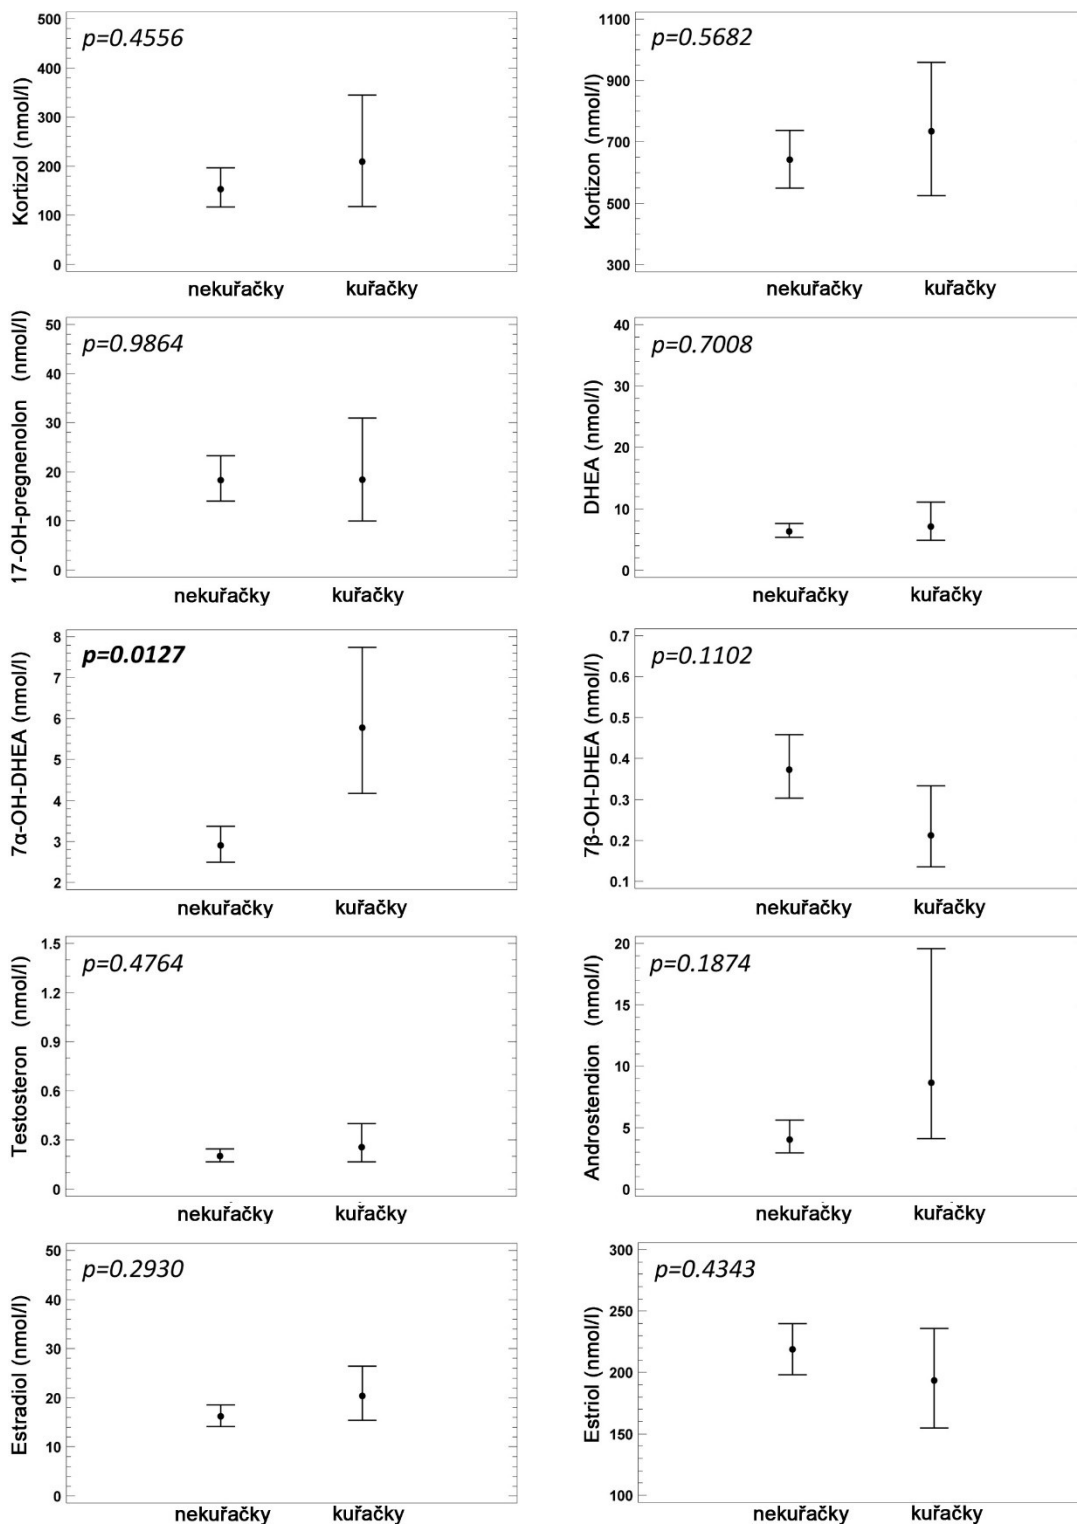 p=0.4556
Kortizol (nmol/l)
500
400
300
200
100
0
nekuřačky kuřačky
p=0.5682
Kortizon (nmol/l)
1100
900
700
500
300
nekuřačky kuřačky
p=0.9864
17-OH-pregnenolon (nmol/l)
50
40
30
20
10
0
nekuřačky kuřačky
p=0.7008
DHEA (nmol/l)
40
30
20
10
0
nekuřačky kuřačky
p=0.0127
7α-OH-DHEA (nmol/l)
8
7
6
5
4
3
2
nekuřačky kuřačky
p=0.1102
7β-OH-DHEA (nmol/l)
0.7
0.6
0.5
0.4
0.3
0.2
0.1
nekuřačky kuřačky
p=0.4764
Testosteron (nmol/l)
1.5
1.2
0.9
0.6
0.3
0
nekuřačky kuřačky
p=0.1874
Androstendion (nmol/l)
20
15
10
5
0
nekuřačky kuřačky
p=0.2930
Estradiol (nmol/l)
50
40
30
20
10
0
nekuřačky kuřačky
p=0.4343
Estriol (nmol/l)
300
250
200
150
100
nekuřačky kuřačky